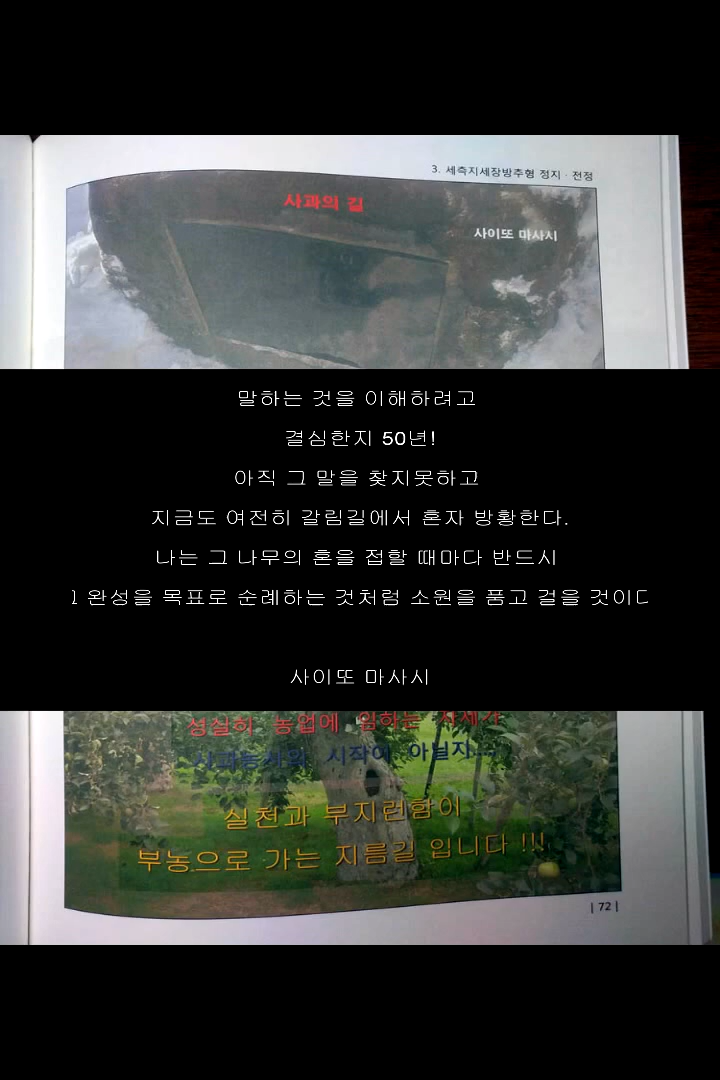 3. 세측지세장방추형 정지 · 전정
사과의 길
사이또 마사시
말하는 것을 이해하려고
결심한지 50년!
아직 그 말을 찾지못하고
지금도 여전히 갈림길에서 혼자 방황한다.
나는 그 나무의 혼을 접할 때마다 반드시
완성을 목표로 순례하는 것처럼 소원을 품고 걸을
사이또 마사시
성실히 농업에 임하는 자세가
사과농사의 시작이 아닐지...
실천과 부지런함이
부농으로 가는 지름길 입니다 !!!
| 72 |